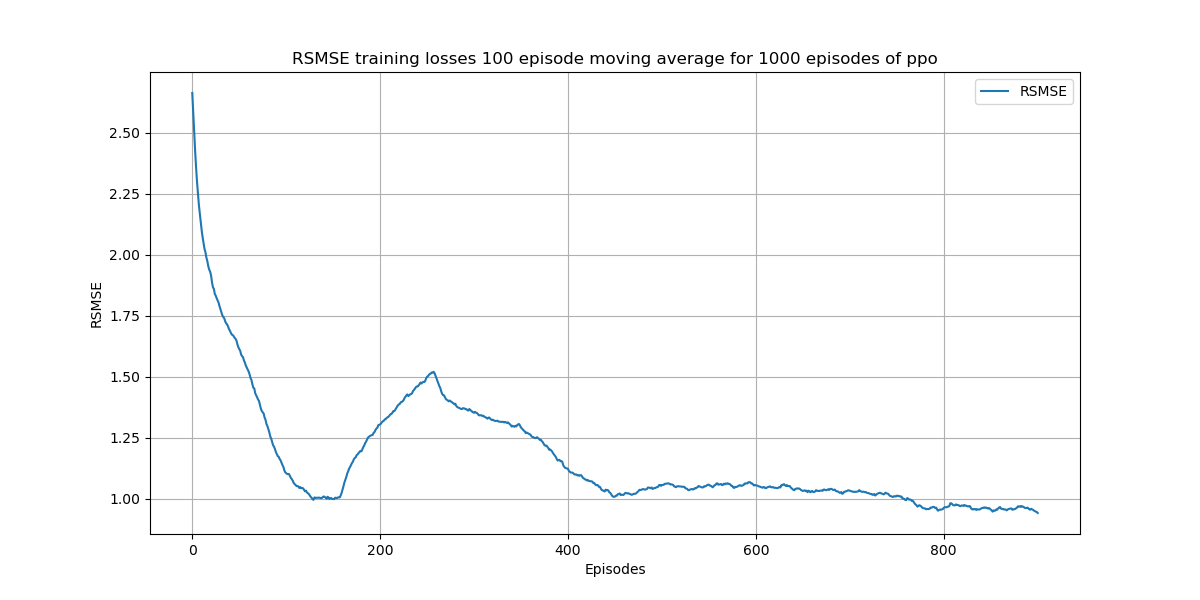 RSMSE training losses 100 episode moving average for 1000 episodes of ppo
RSMSE
2.50
2.25
2.00
1.75
1.50
1.25
1.00
RSMSE
0 200 400 600 800
Episodes